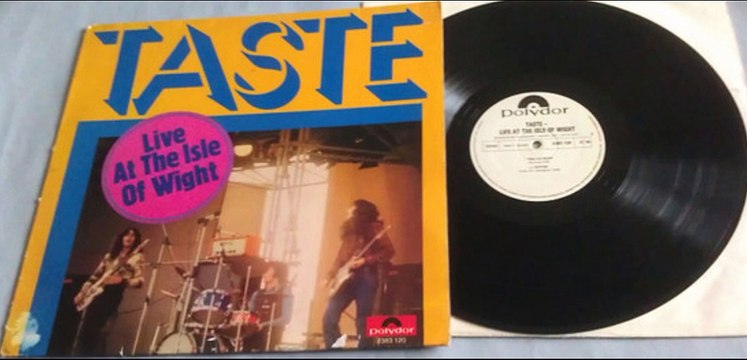 TASTE
Live
At The Isle
Of Wight
polydor
2383 120
polydor
TASTE -
LIVE AT THE ISLE OF WIGHT